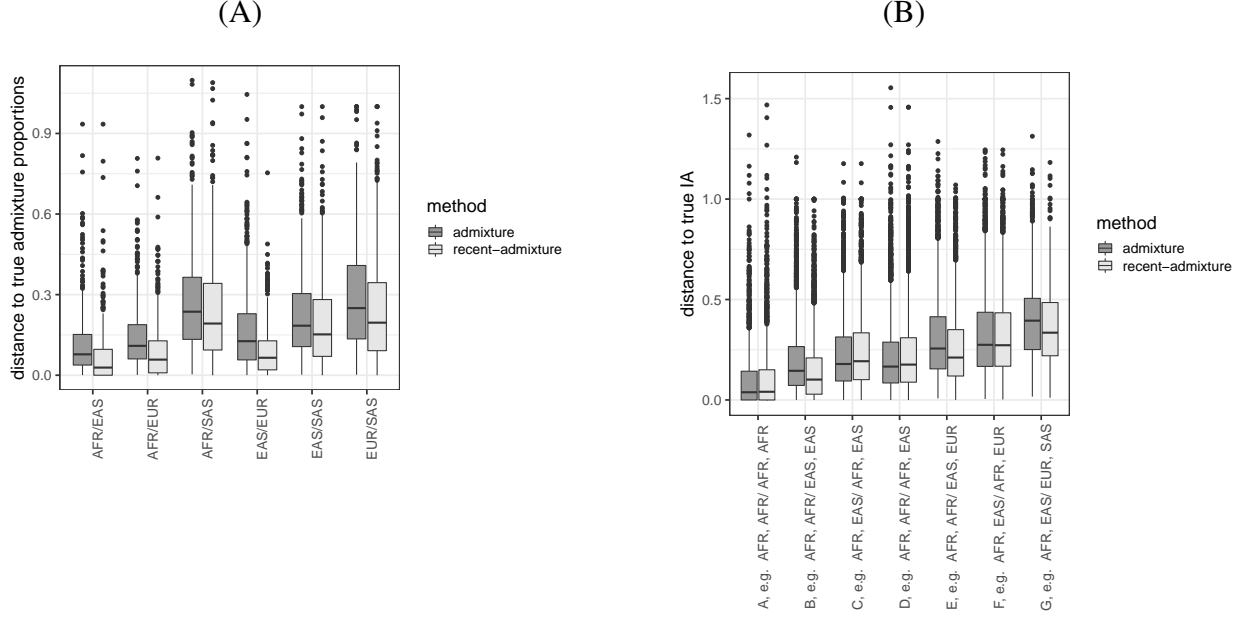 (A)
(B)
distance to true admixture proportions
0.9
0.6
0.3
0.0
AFR/EAS
AFR/EUR
AFR/SAS
EAS/EUR
EAS/SAS
EUR/SAS
method
admixture
recent−admixture
distance to true IA
1.5
1.0
0.5
0.0
A, e.g. AFR, AFR/ AFR, AFR
B, e.g. AFR, AFR/ EAS, EAS
C, e.g. AFR, EAS/ AFR, EAS
D, e.g. AFR, AFR/ AFR, EAS
E, e.g. AFR, AFR/ EAS, EUR
F, e.g. AFR, EAS/ AFR, EUR
G, e.g. AFR, EAS/ EUR, SAS
method
admixture
recent−admixture